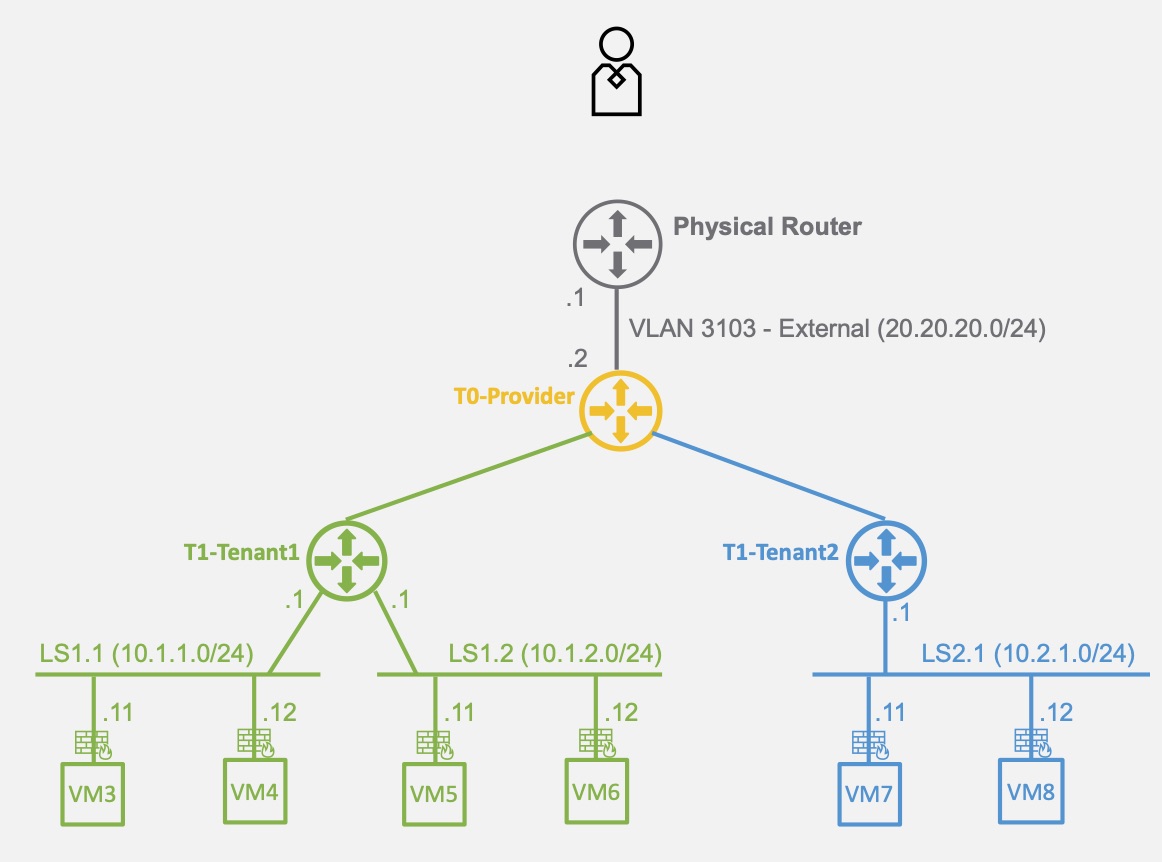 Physical Router
.1
VLAN 3103 - External (20.20.20.0/24)
.2
T0-Provider
T1-Tenant1
T1-Tenant2
.1
.1
.1
LS1.1 (10.1.1.0/24)
LS1.2 (10.1.2.0/24)
LS2.1 (10.2.1.0/24)
.11
.12
.11
.12
.11
.12
VM3
VM4
VM5
VM6
VM7
VM8